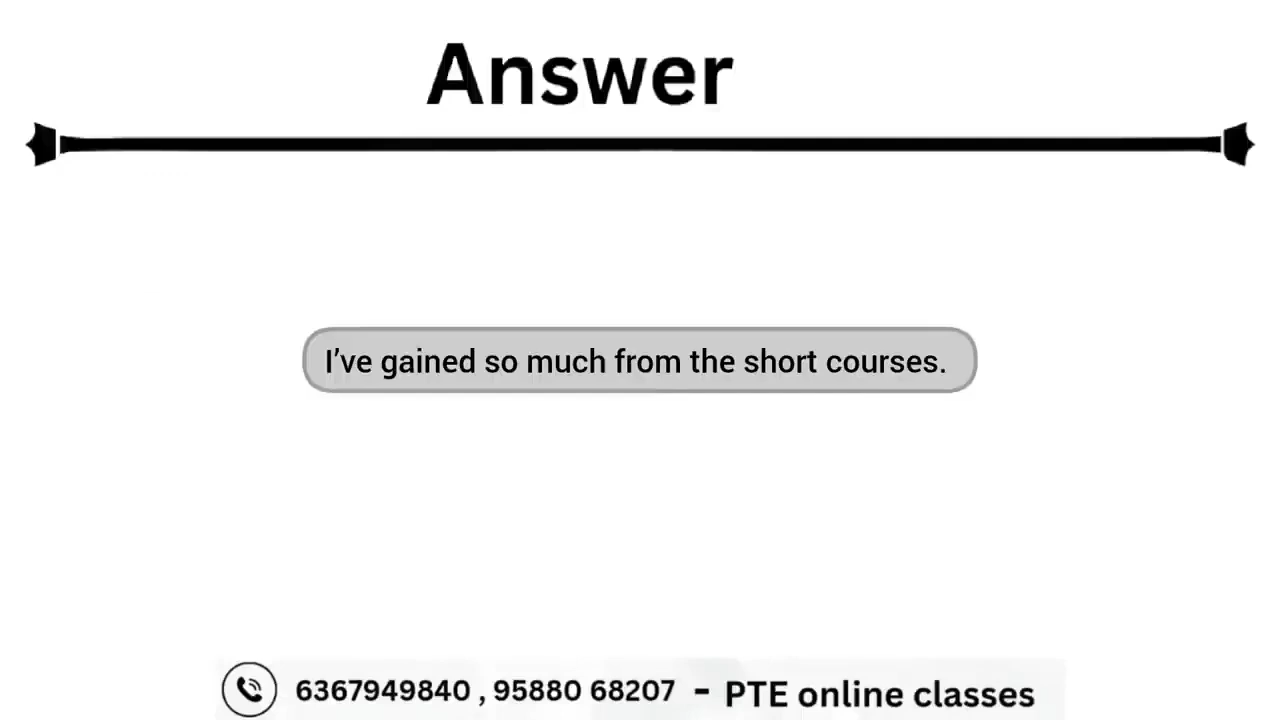 Answer
I’ve gained so much from the short courses.
6367949840 , 95880 68207 - PTE online classes